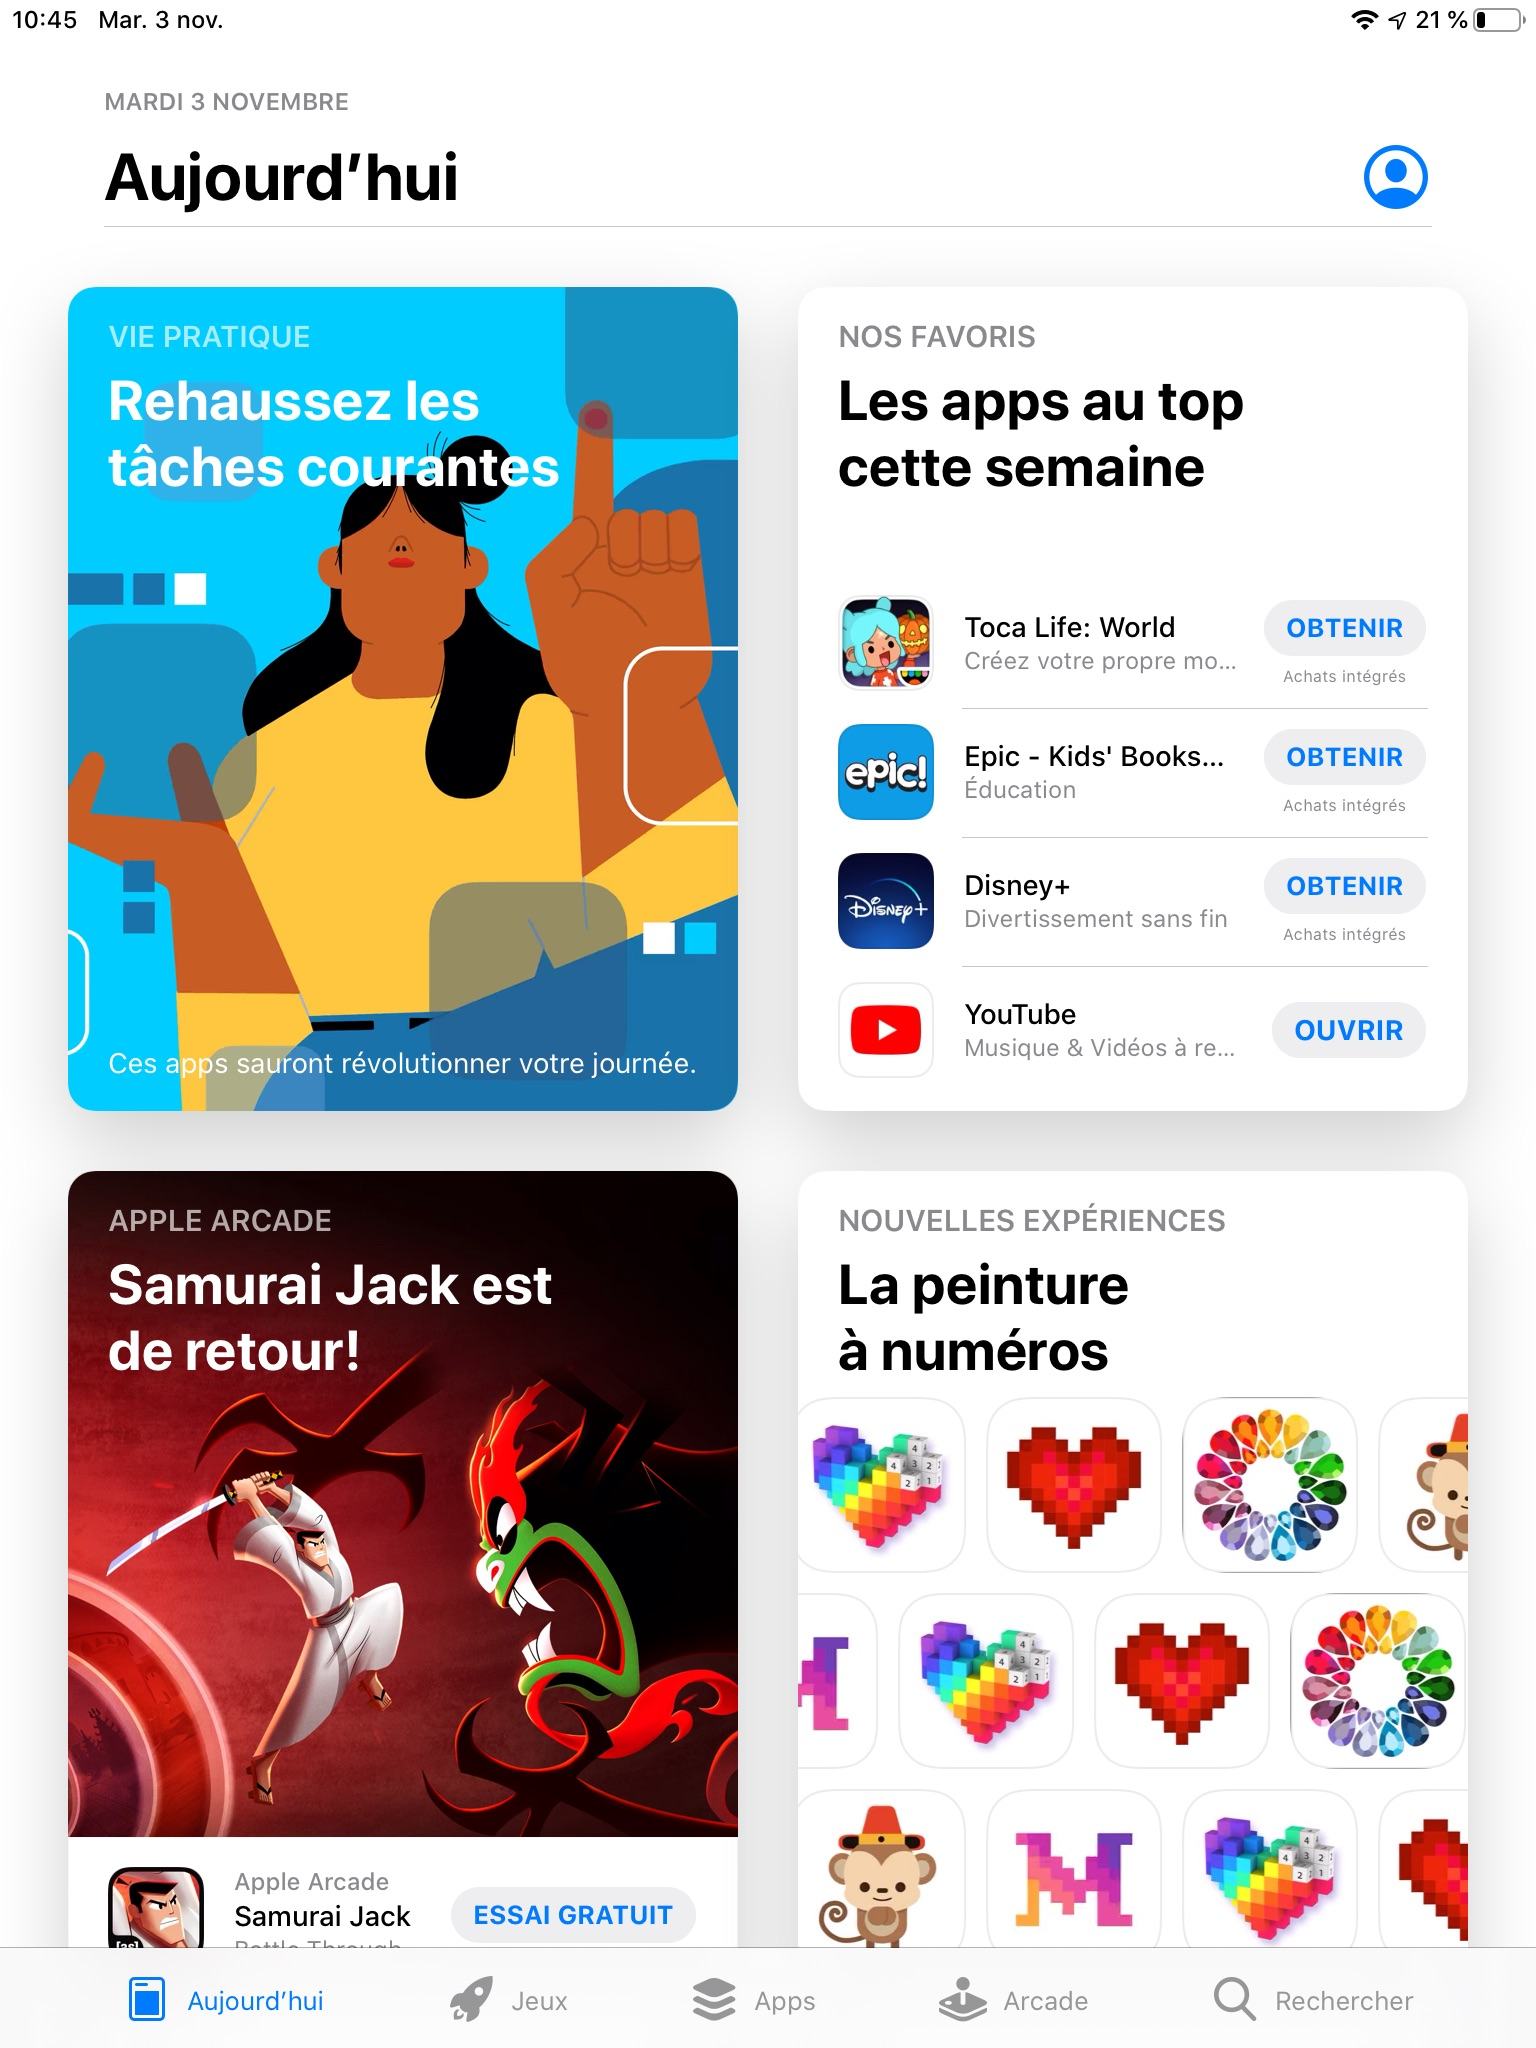 10:45 Mar. 3 nov.
21 %
MARDI 3 NOVEMBRE
Aujourd’hui
VIE PRATIQUE
Rehaussez les
tâches courantes
Ces apps sauront révolutionner votre journée.
NOS FAVORIS
Les apps au top
cette semaine
Toca Life: World
Créez votre propre mo...
OBTENIR
Achats intégrés
epic!
Epic - Kids' Books...
Éducation
OBTENIR
Achats intégrés
Disney+
Disney+
Divertissement sans fin
OBTENIR
Achats intégrés
YouTube
Musique & Vidéos à re...
OUVRIR
APPLE ARCADE
Samurai Jack est
de retour!
Apple Arcade
Samurai Jack
Battle Through
ESSAI GRATUIT
[as]
NOUVELLES EXPÉRIENCES
La peinture
à numéros
Aujourd’hui
Jeux
Apps
Arcade
Rechercher